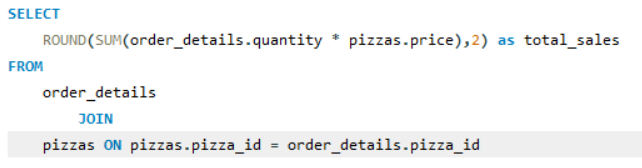 SELECT
    ROUND(SUM(order_details.quantity * pizzas.price),2) as total_sales
FROM
    order_details
        JOIN
    pizzas ON pizzas.pizza_id = order_details.pizza_id